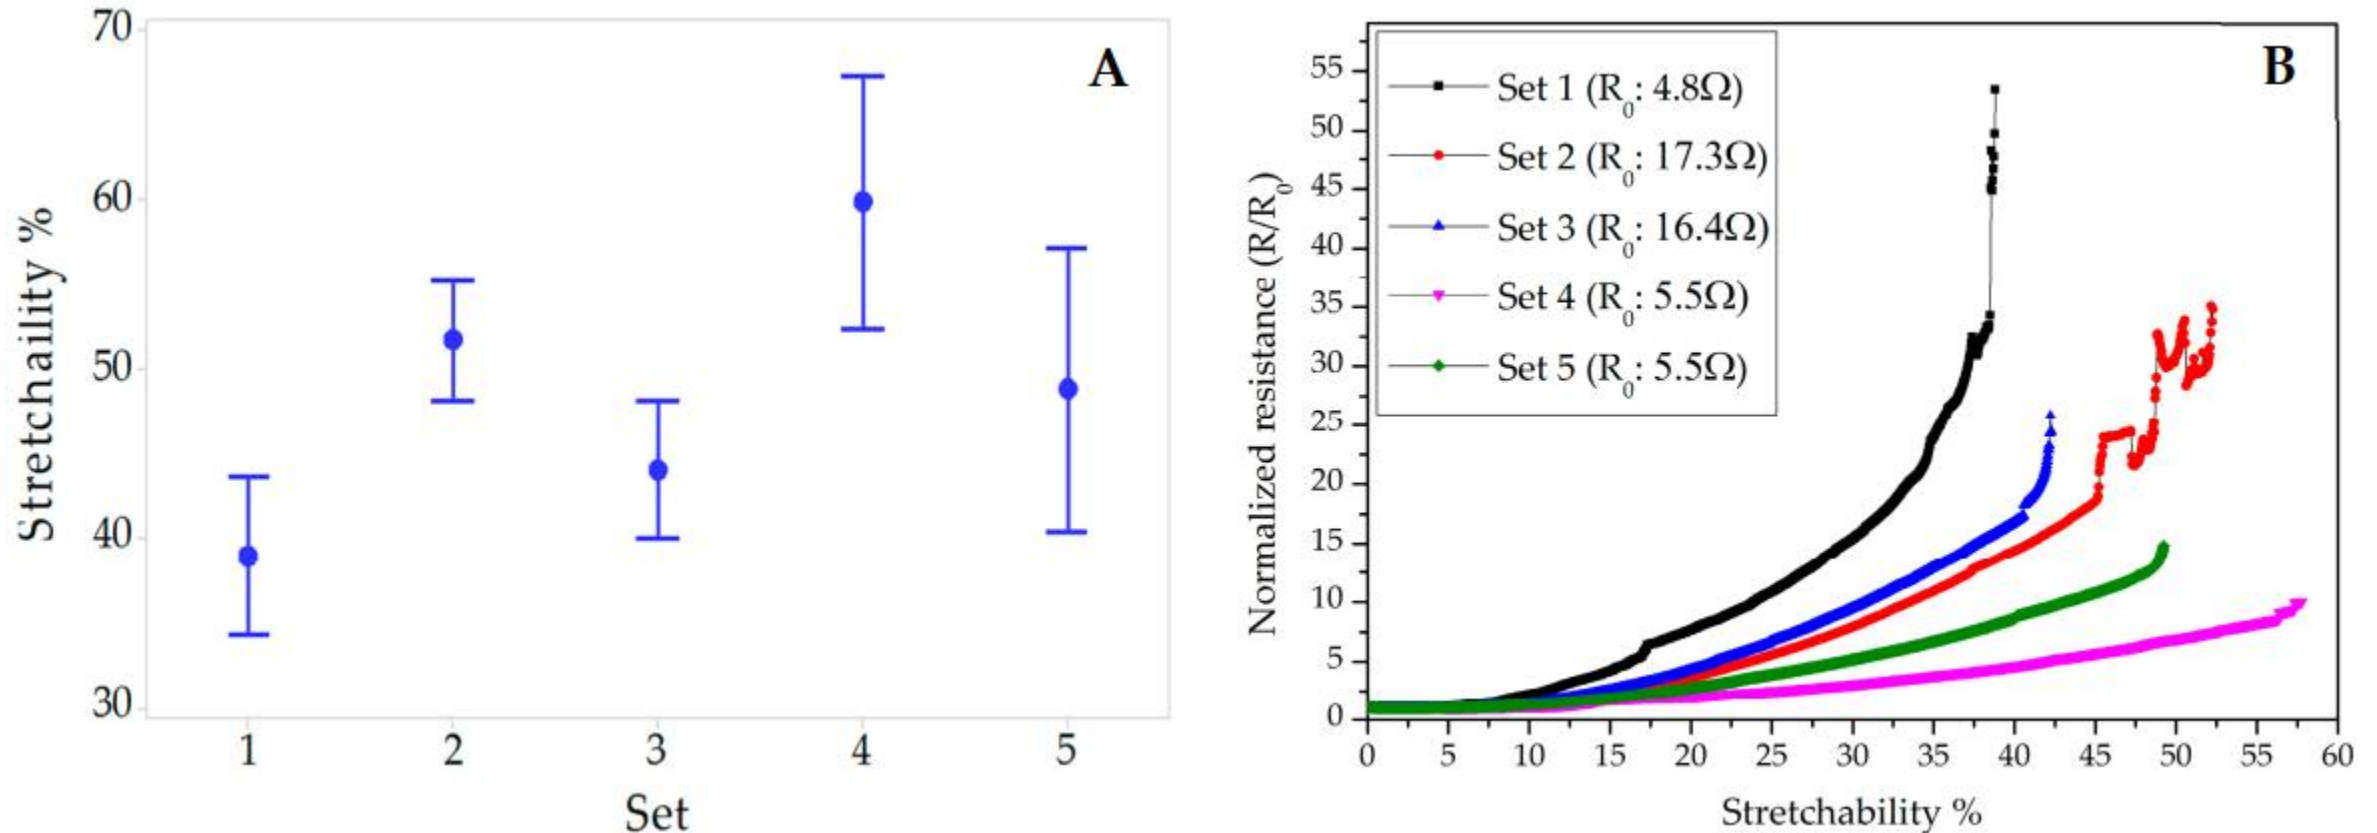 A
Stretchaility %
70
60
50
40
30
1 2 3 4 5
Set
B
Normalized resistance (R/R0)
55
50
45
40
35
30
25
20
15
10
5
0
Set 1 (R0: 4.8Ω)
Set 2 (R0: 17.3Ω)
Set 3 (R0: 16.4Ω)
Set 4 (R0: 5.5Ω)
Set 5 (R0: 5.5Ω)
0 5 10 15 20 25 30 35 40 45 50 55 60
Stretchability %